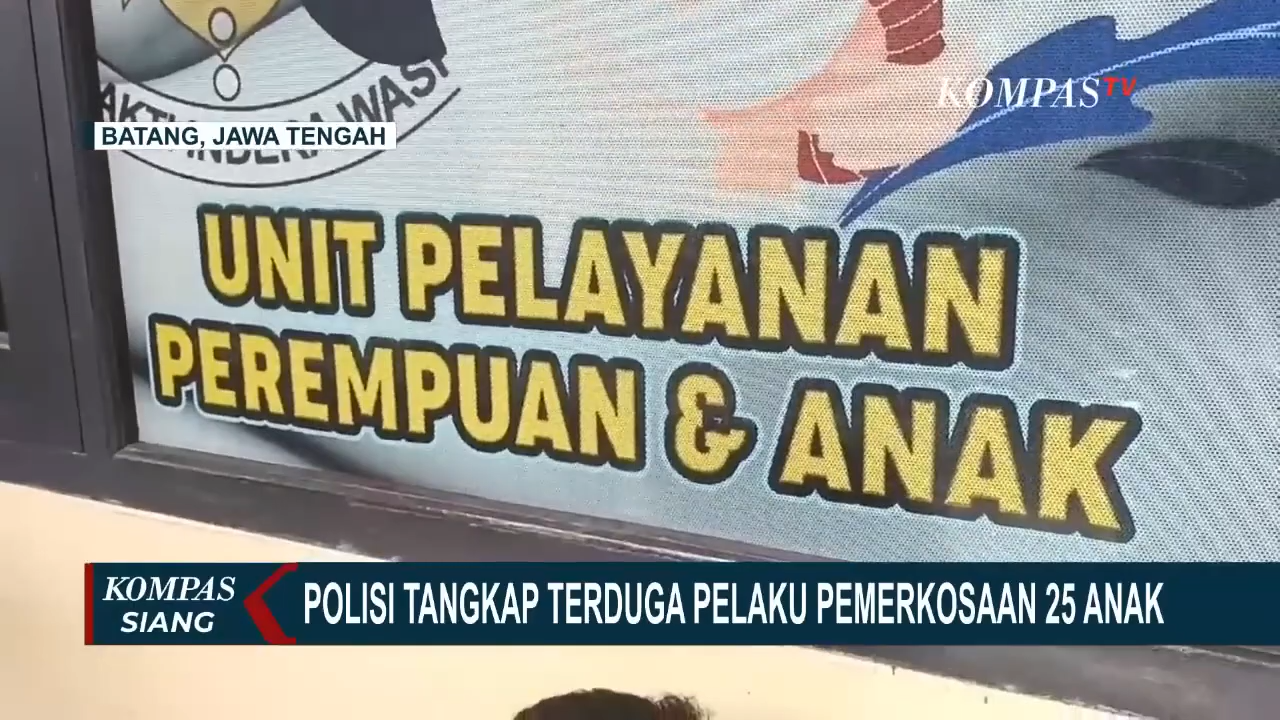 KOMPASTV
BATANG, JAWA TENGAH
UNIT PELAYANAN
PEREMPUAN & ANAK
KOMPAS
SIANG
POLISI TANGKAP TERDUGA PELAKU PEMERKOSAAN 25 ANAK